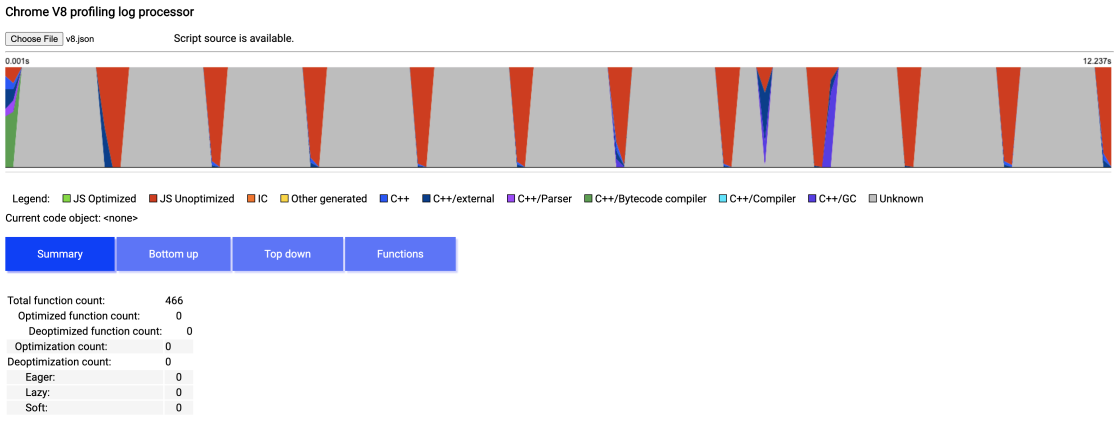 Chrome V8 profiling log processor
Choose File v8.json Script source is available.
0.001s 12.237s
Legend: JS Optimized JS Unoptimized IC Other generated C++ C++/external C++/Parser C++/Bytecode compiler C++/Compiler C++/GC Unknown
Current code object: <none>
Summary Bottom up Top down Functions
Total function count: 466
Optimized function count: 0
Deoptimized function count: 0
Optimization count: 0
Deoptimization count: 0
Eager: 0
Lazy: 0
Soft: 0